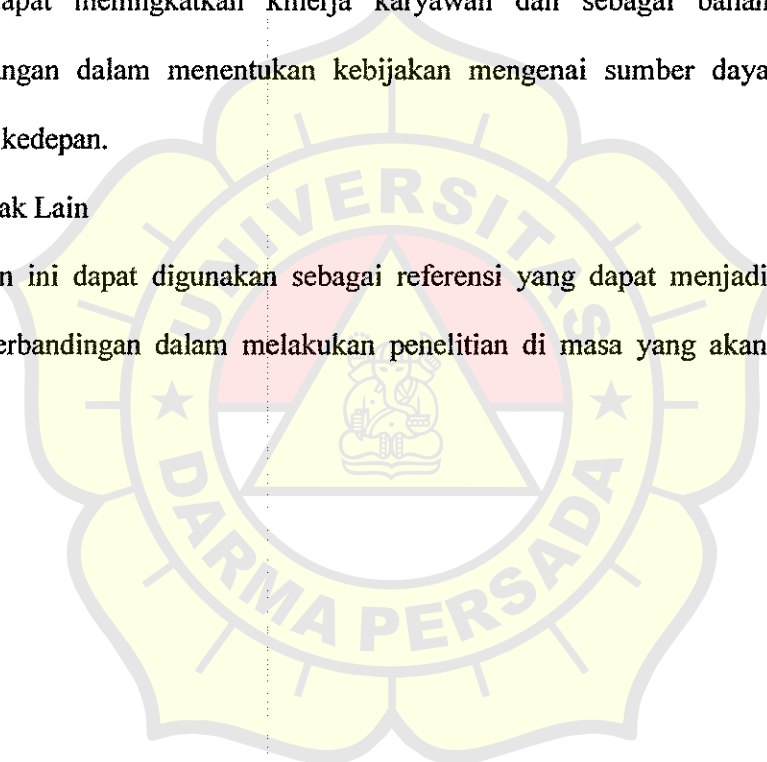 dapat meningkatkan kinerja karyawan dan sebagai bahan
angan dalam menentukan kebijakan mengenai sumber daya
kedepan.
ak Lain
n ini dapat digunakan sebagai referensi yang dapat menjadi
erbandingan dalam melakukan penelitian di masa yang akan
UNIVERSITAS
DARMA PERSADA